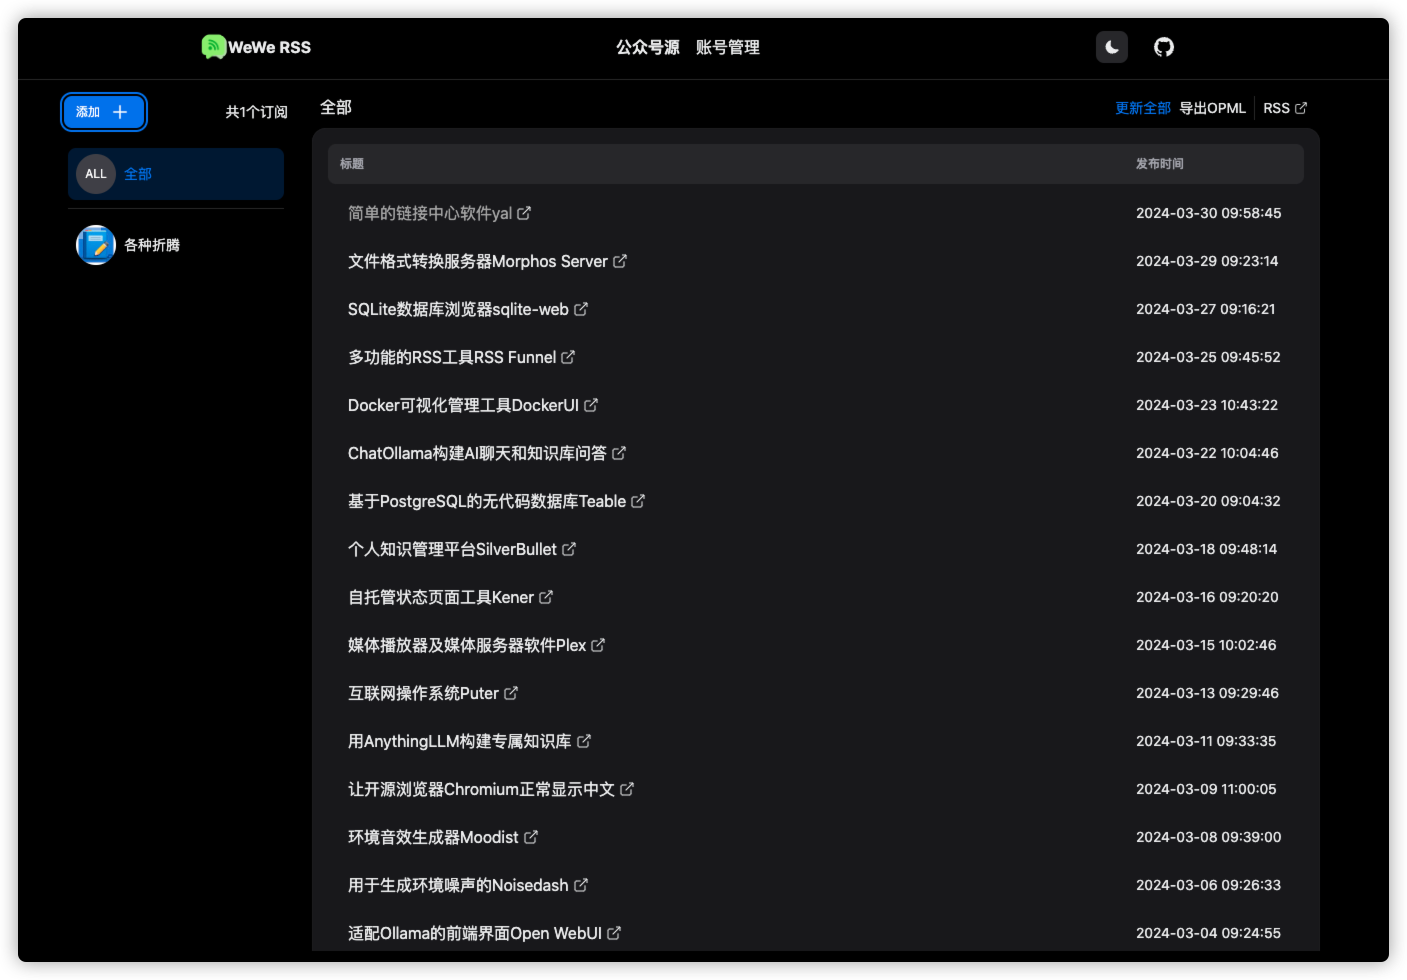 WeWe RSS 公众号源 账号管理
添加 共1个订阅 全部 更新全部 导出OPML RSS
ALL 全部
各种折腾
标题 发布时间
简单的链接中心软件yal 2024-03-30 09:58:45
文件格式转换服务器Morphos Server 2024-03-29 09:23:14
SQLite数据库浏览器sqlite-web 2024-03-27 09:16:21
多功能的RSS工具RSS Funnel 2024-03-25 09:45:52
Docker可视化管理工具DockerUI 2024-03-23 10:43:22
ChatOllama构建AI聊天和知识库问答 2024-03-22 10:04:46
基于PostgreSQL的无代码数据库Teable 2024-03-20 09:04:32
个人知识管理平台SilverBullet 2024-03-18 09:48:14
自托管状态页面工具Kener 2024-03-16 09:20:20
媒体播放器及媒体服务器软件Plex 2024-03-15 10:02:46
互联网操作系统Puter 2024-03-13 09:29:46
用AnythingLLM构建专属知识库 2024-03-11 09:33:35
让开源浏览器Chromium正常显示中文 2024-03-09 11:00:05
环境音效生成器Moodist 2024-03-08 09:39:00
用于生成环境噪声的Noisedash 2024-03-06 09:26:33
适配Ollama的前端界面Open WebUI 2024-03-04 09:24:55